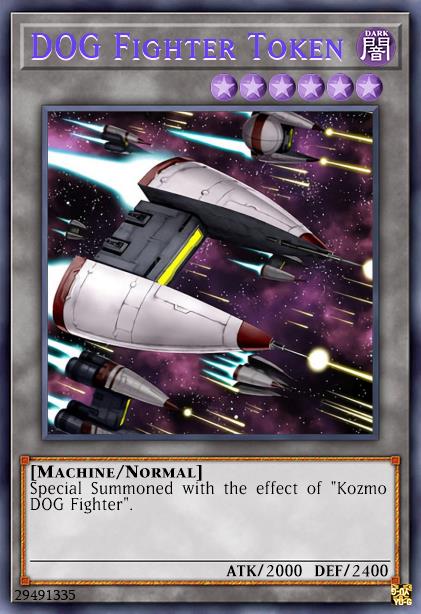 DOG Fighter Token
DARK
闇
[Machine/Normal]
Special Summoned with the effect of "Kozmo
DOG Fighter".
ATK/2000 DEF/2400
29491335